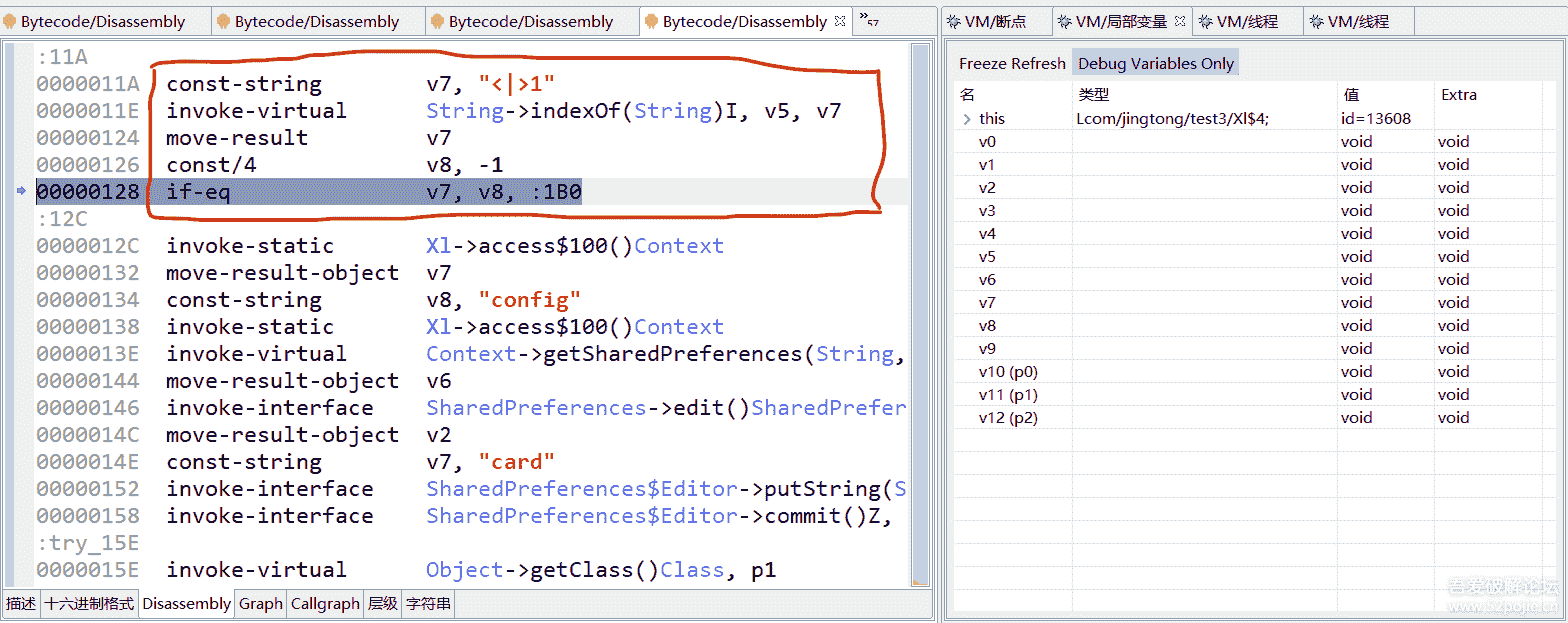 Bytecode/Disassembly Bytecode/Disassembly Bytecode/Disassembly Bytecode/Disassembly »57
:11A
0000011A const-string v7, "<|>1"
0000011E invoke-virtual String->indexOf(String)I, v5, v7
00000124 move-result v7
00000126 const/4 v8, -1
00000128 if-eq v7, v8, :1B0
:12C
0000012C invoke-static Xl->access$100()Context
00000132 move-result-object v7
00000134 const-string v8, "config"
00000138 invoke-static Xl->access$100()Context
0000013E invoke-virtual Context->getSharedPreferences(String,
00000144 move-result-object v6
00000146 invoke-interface SharedPreferences->edit()SharedPrefer
0000014C move-result-object v2
0000014E const-string v7, "card"
00000152 invoke-interface SharedPreferences$Editor->putString(S
00000158 invoke-interface SharedPreferences$Editor->commit()Z,
:try_15E
0000015E invoke-virtual Object->getClass()Class, p1
描述 十六进制格式 Disassembly Graph Callgraph 层级 字符串
VM/断点 VM/局部变量 VM/线程 VM/线程
Freeze Refresh Debug Variables Only
名 类型 值 Extra
this Lcom/jingtong/test3/Xl$4; id=13608
v0 void void
v1 void void
v2 void void
v3 void void
v4 void void
v5 void void
v6 void void
v7 void void
v8 void void
v9 void void
v10 (p0) void void
v11 (p1) void void
v12 (p2) void void
吾爱破解论坛
www.52pojie.cn